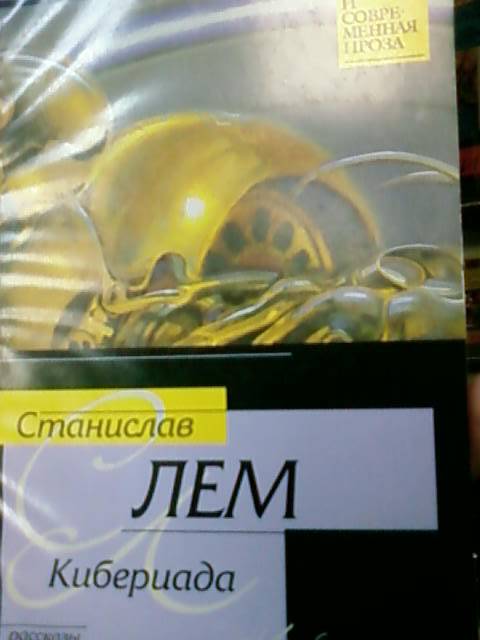 И
СОВРЕ-
МЕННАЯ
ПРОЗА
Станислав
ЛЕМ
Кибериада
рассказы